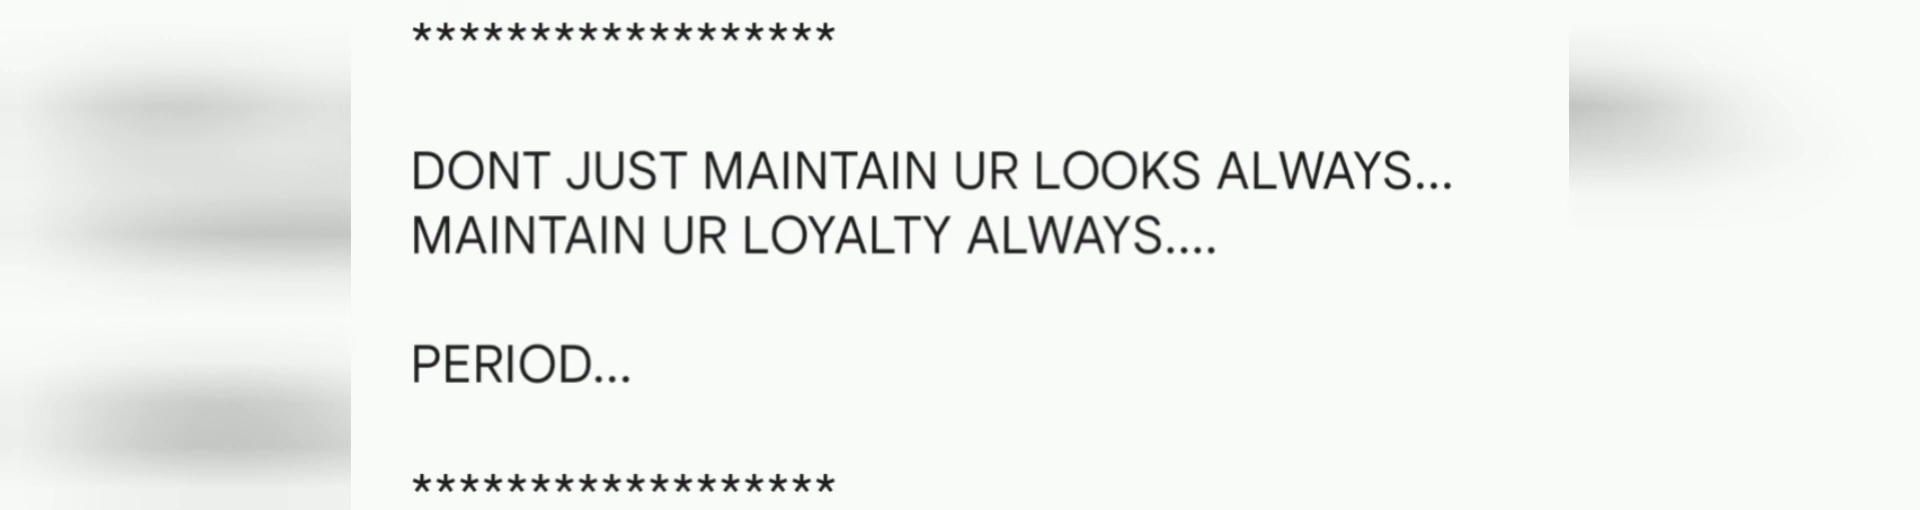 ******************
DONT JUST MAINTAIN UR LOOKS ALWAYS...
MAINTAIN UR LOYALTY ALWAYS....
PERIOD...
******************